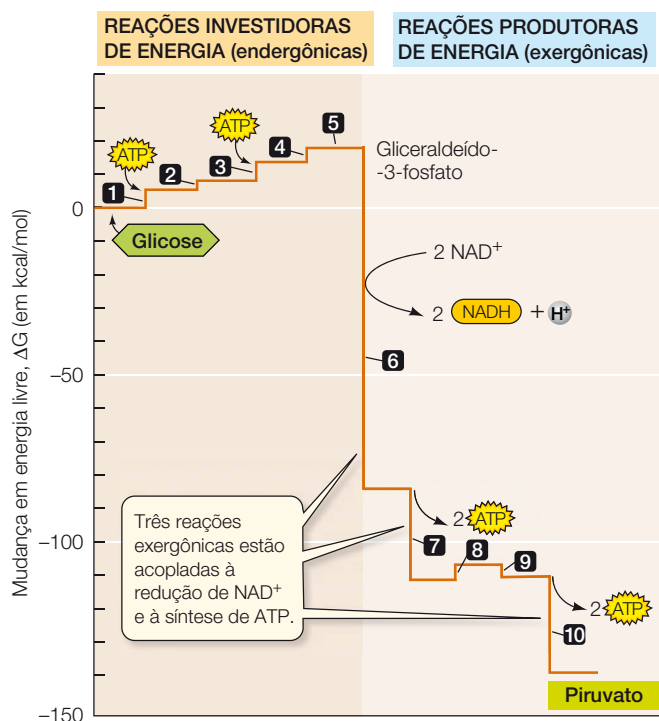 REAÇÕES INVESTIDORAS
DE ENERGIA (endergônicas)
REAÇÕES PRODUTORAS
DE ENERGIA (exergônicas)
Mudança em energia livre, ΔG (em kcal/mol)
0
–50
–100
–150
ATP
ATP
1
2
3
4
5
Glicose
Gliceraldeído-
-3-fosfato
2 NAD⁺
2 NADH + H⁺
6
Três reações
exergônicas estão
acopladas à
redução de NAD⁺
e à síntese de ATP.
2 ATP
7
8
9
2 ATP
10
Piruvato